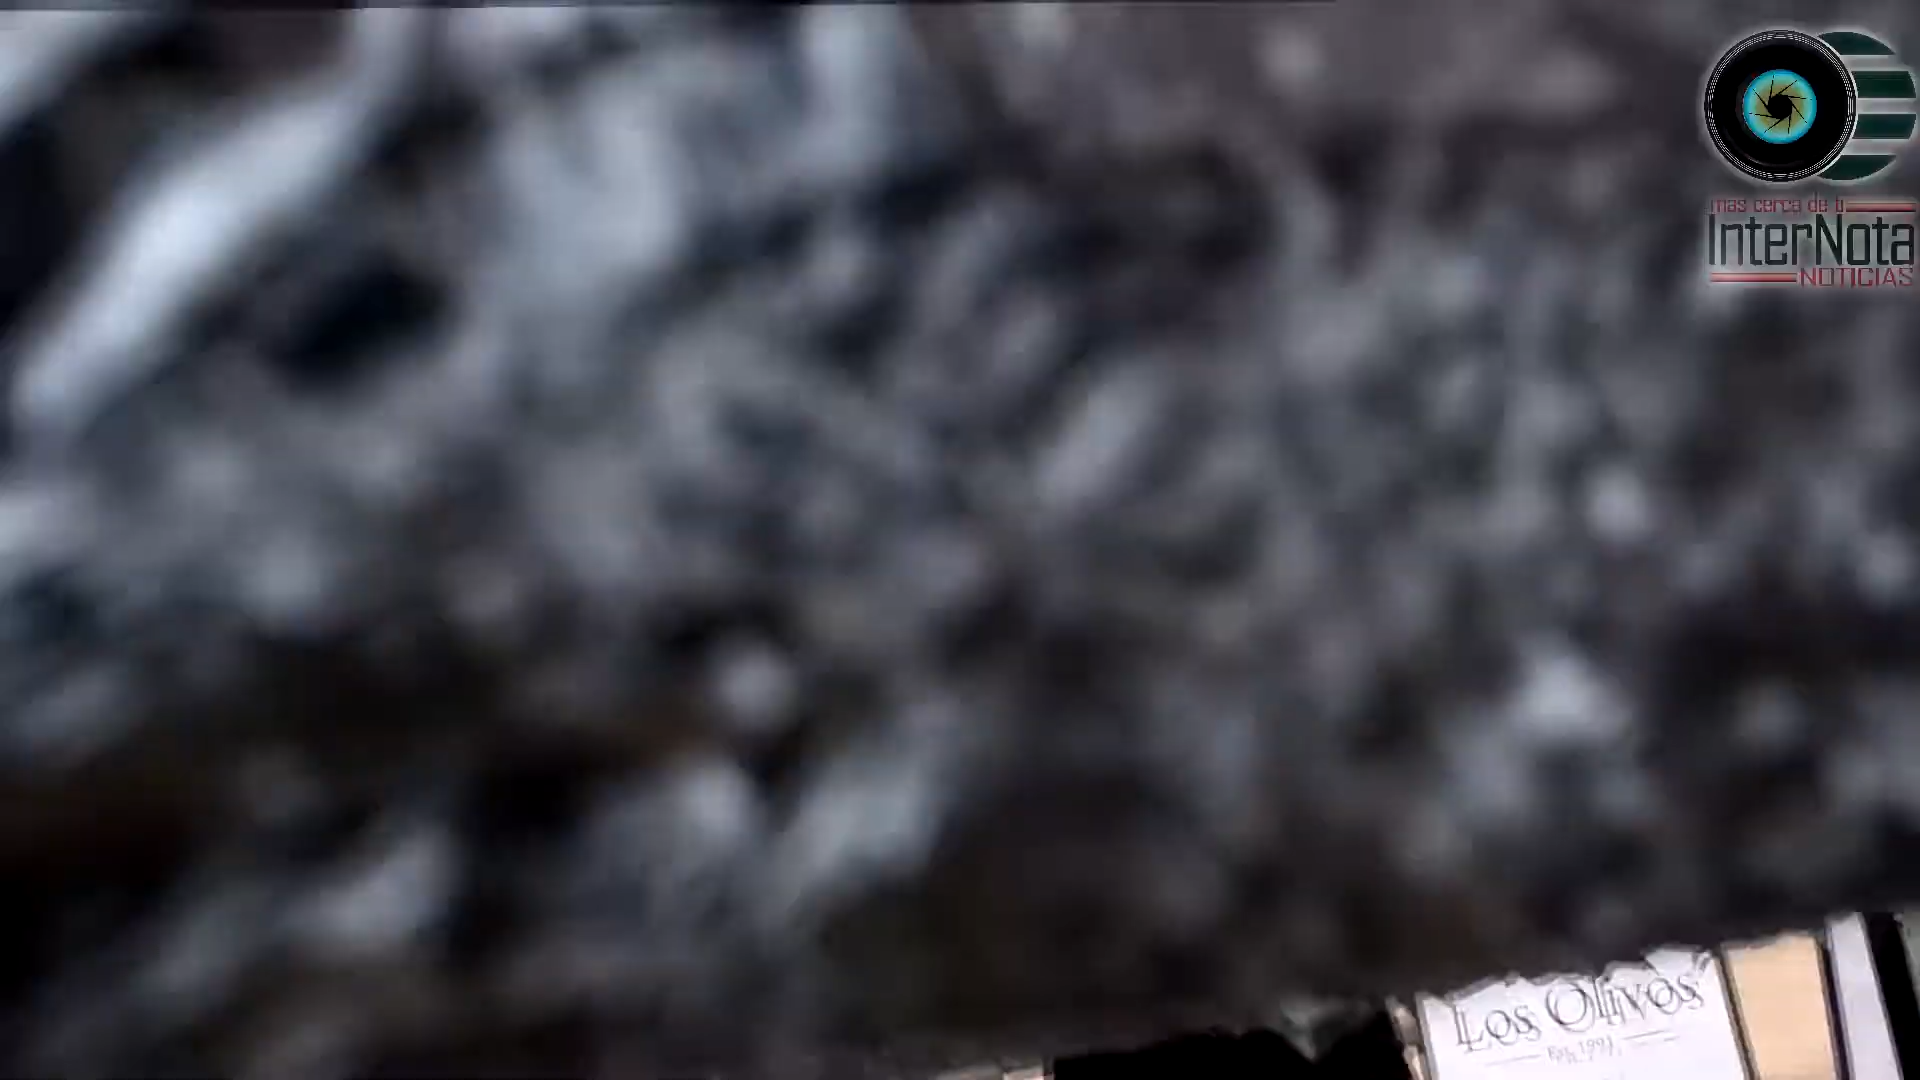 mas cerca de ti
InterNota
NOTICIAS
Los Olivos